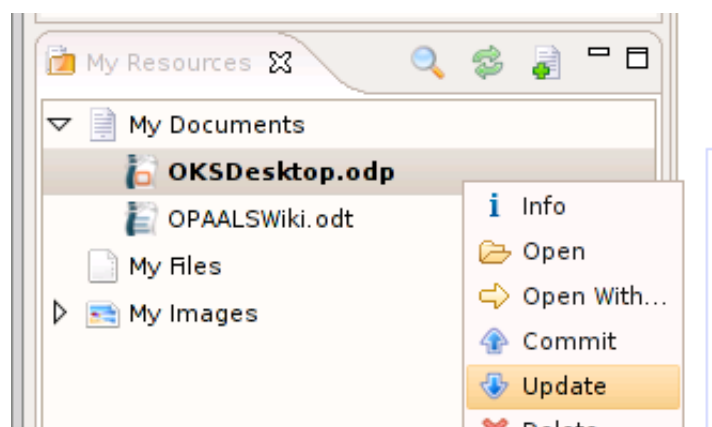 My Resources
My Documents
OKSDesktop.odp
OPAALSWiki.odt
My Files
My Images
Info
Open
Open With...
Commit
Update